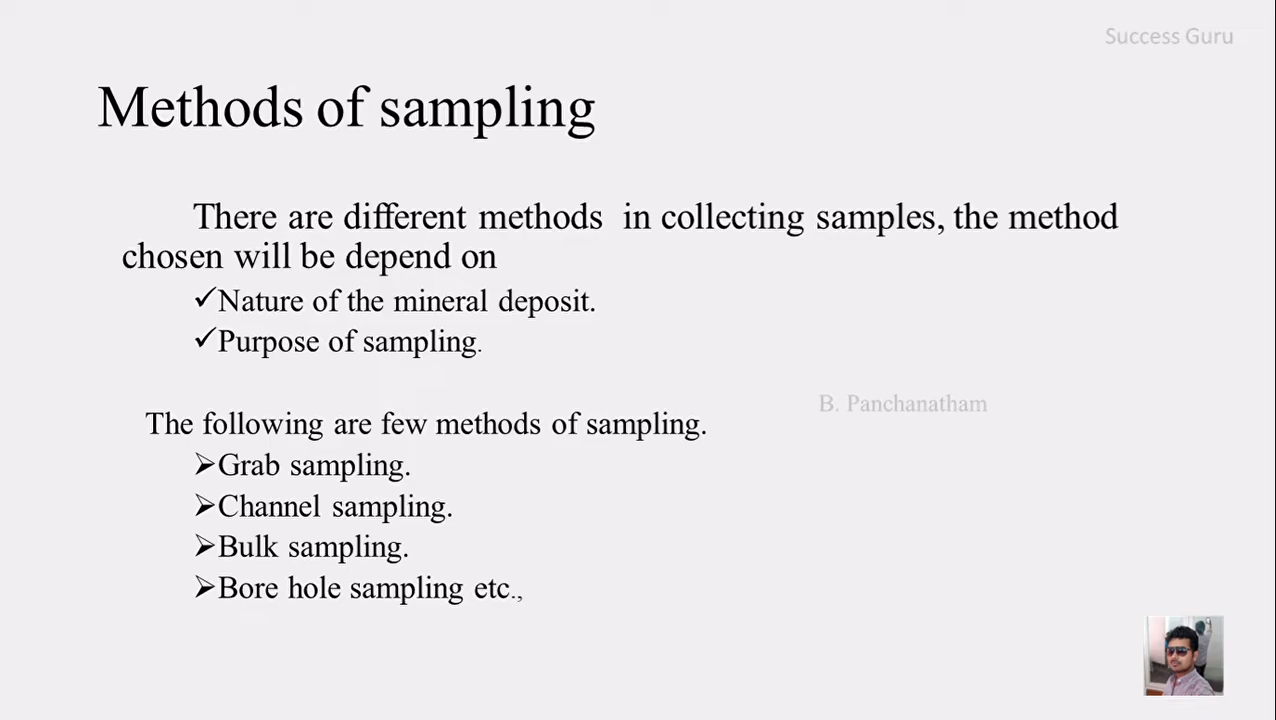 Success Guru
Methods of sampling
There are different methods in collecting samples, the method
chosen will be depend on
✓Nature of the mineral deposit.
✓Purpose of sampling.
B. Panchanatham
The following are few methods of sampling.
➢Grab sampling.
➢Channel sampling.
➢Bulk sampling.
➢Bore hole sampling etc.,